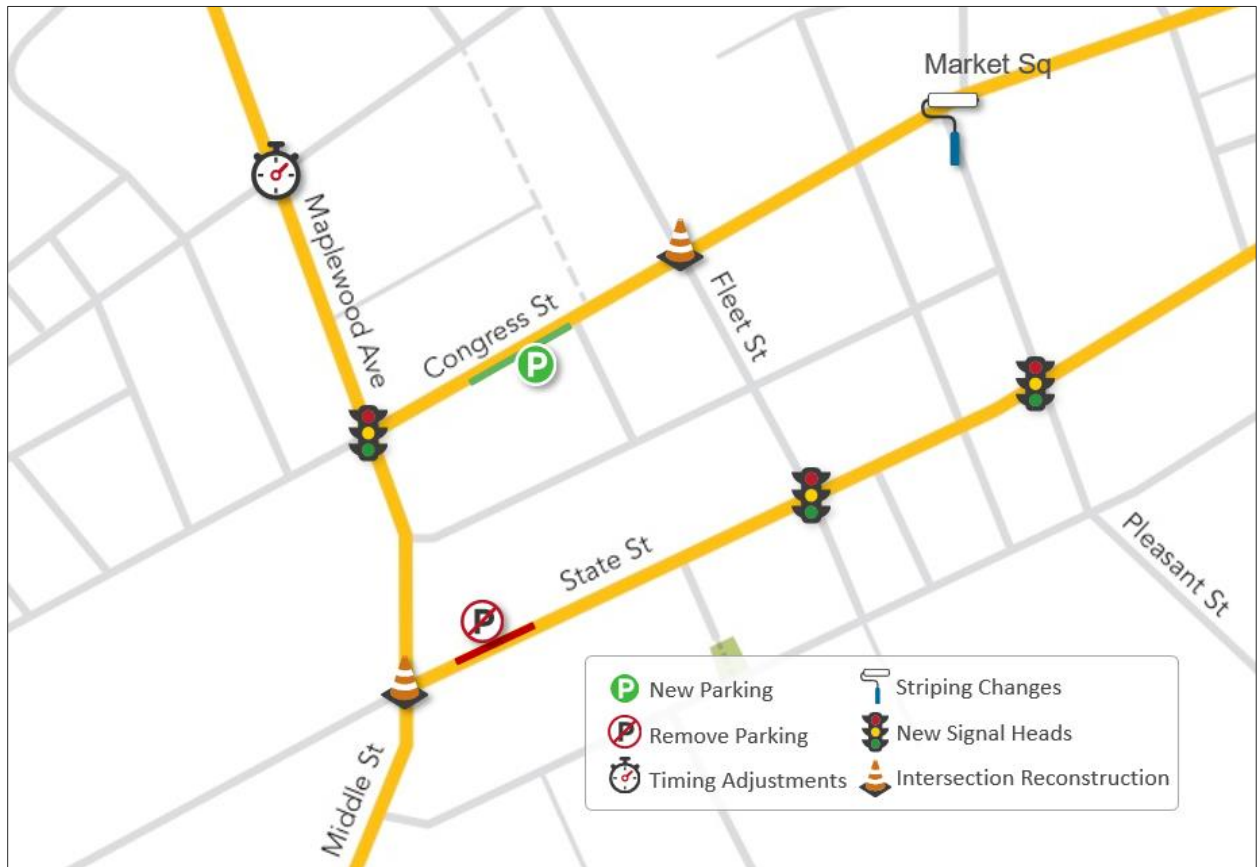 Market Sq
Maplewood Ave
Congress St
Fleet St
State St
Pleasant St
Middle St
P
P
P New Parking
P Remove Parking
Timing Adjustments
Striping Changes
New Signal Heads
Intersection Reconstruction